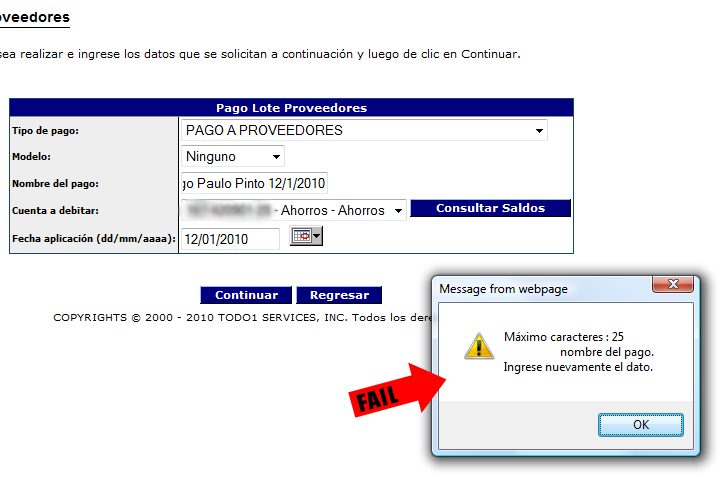 oveedores
sea realizar e ingrese los datos que se solicitan a continuación y luego de clic en Continuar.
Pago Lote Proveedores
Tipo de pago: PAGO A PROVEEDORES
Modelo: Ninguno
Nombre del pago: go Paulo Pinto 12/1/2010
Cuenta a debitar: - Ahorros - Ahorros Consultar Saldos
Fecha aplicación (dd/mm/aaaa): 12/01/2010
Continuar Regresar
COPYRIGHTS © 2000 - 2010 TODO1 SERVICES, INC. Todos los dere
Message from webpage
Máximo caracteres : 25
nombre del pago.
Ingrese nuevamente el dato.
FAIL
OK